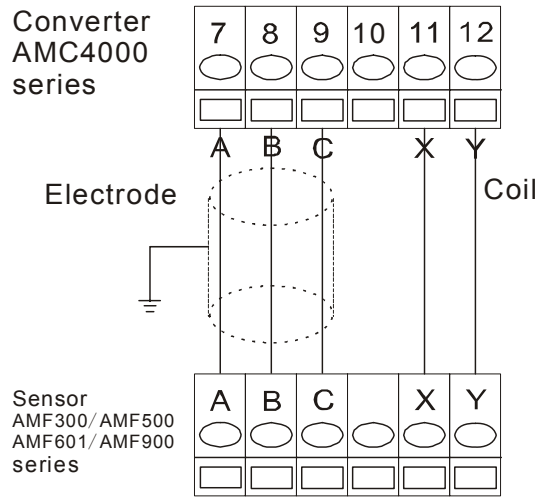 Converter
AMC4000
series
7 8 9 10 11 12
A B C X Y
Electrode
Coil
Sensor
AMF300/AMF500
AMF601/AMF900
series
A B C X Y